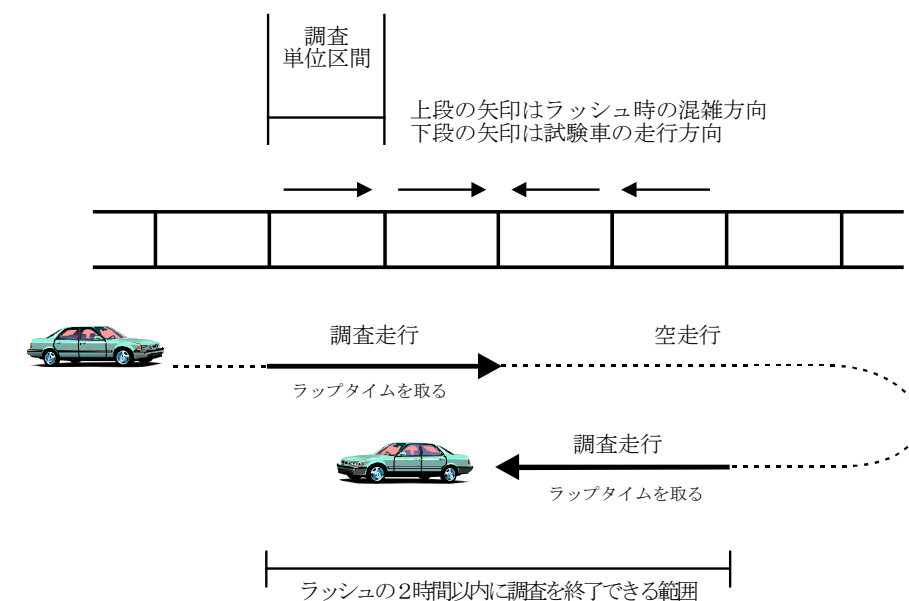 調査
単位区間
上段の矢印はラッシュ時の混雑方向
下段の矢印は試験車の走行方向
調査走行
空走行
ラップタイムを取る
調査走行
ラップタイムを取る
ラッシュの2時間以内に調査を終了できる範囲